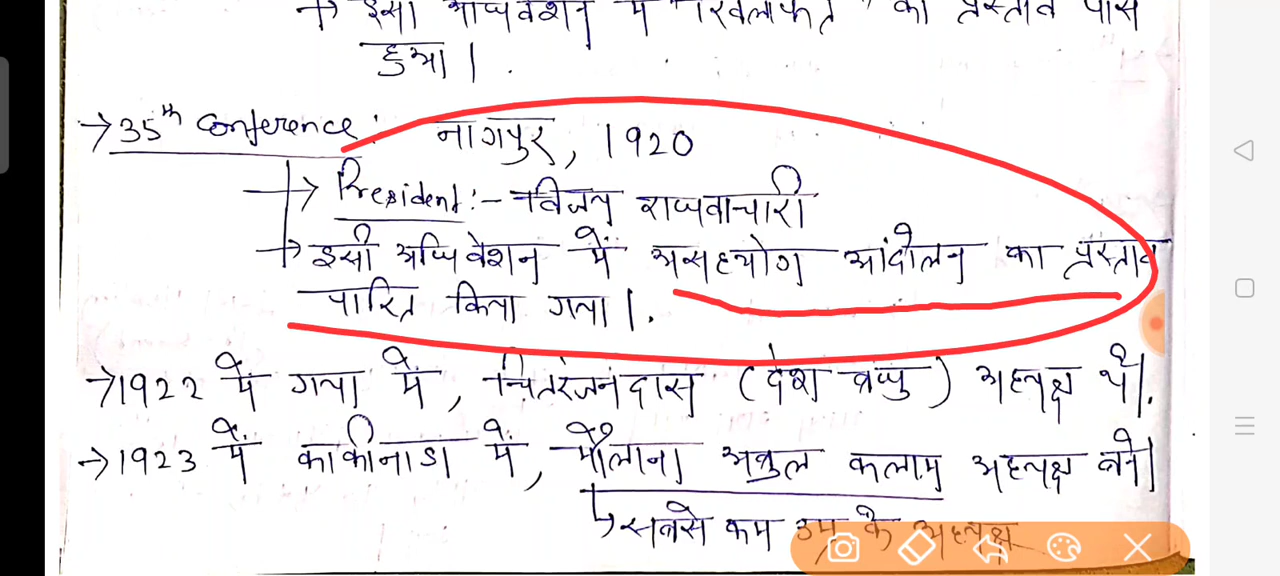 → इसी अधिवेशन में "खिलाफत" का प्रस्ताव पास
हुआ।
→ 35th Conference: नागपुर, 1920
→ President:- विजय राघवाचारी
→ इसी अधिवेशन में असहयोग आंदोलन का प्रस्ताव
पारित किया गया।
→ 1922 में गया में, चितरंजनदास (देश बन्धु) अध्यक्ष थे।
→ 1923 में काकीनाडा में, मौलाना अबुल कलाम अध्यक्ष बने।
↳ सबसे कम उम्र के अध्यक्ष